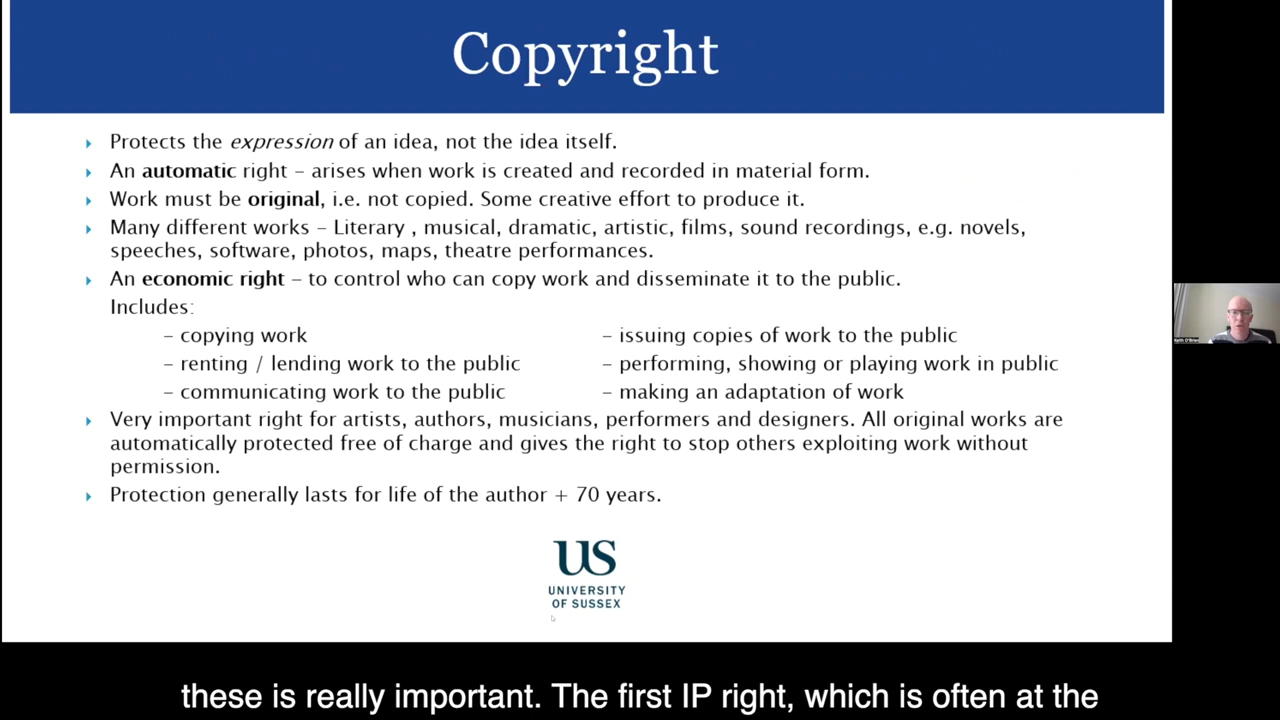 Copyright
Protects the expression of an idea, not the idea itself.
An automatic right – arises when work is created and recorded in material form.
Work must be original, i.e. not copied. Some creative effort to produce it.
Many different works – Literary , musical, dramatic, artistic, films, sound recordings, e.g. novels,
speeches, software, photos, maps, theatre performances.
An economic right – to control who can copy work and disseminate it to the public.
Includes:
– copying work – issuing copies of work to the public
– renting / lending work to the public – performing, showing or playing work in public
– communicating work to the public – making an adaptation of work
Very important right for artists, authors, musicians, performers and designers. All original works are
automatically protected free of charge and gives the right to stop others exploiting work without
permission.
Protection generally lasts for life of the author + 70 years.
US
UNIVERSITY
OF SUSSEX
Keith O'Brien
these is really important. The first IP right, which is often at the